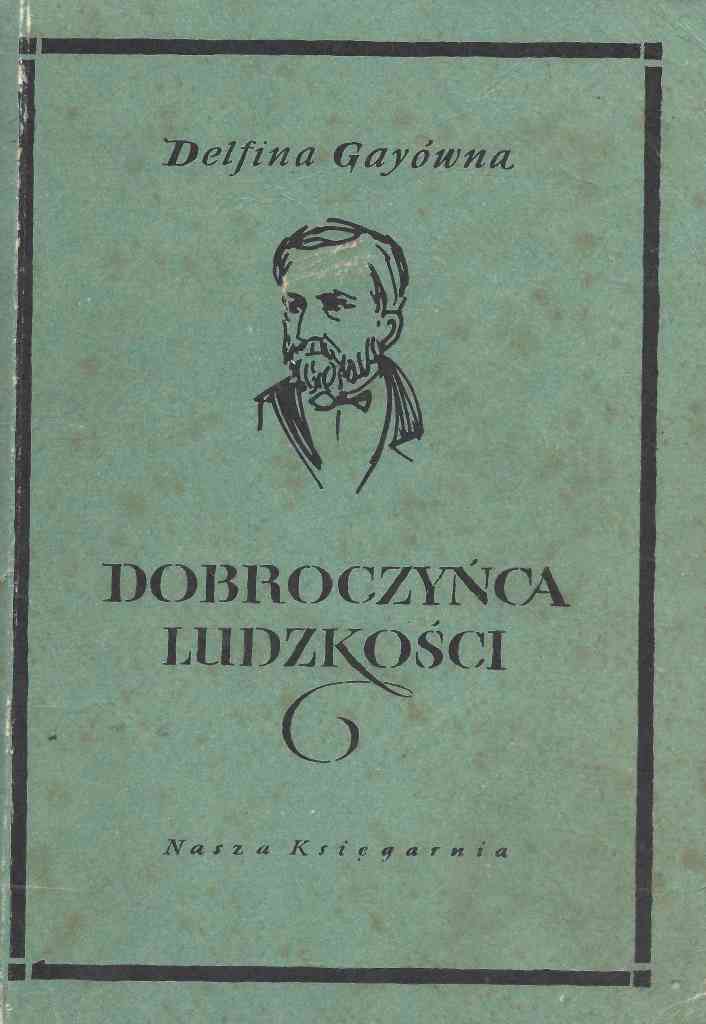 Delfina Gayówna
DOBROCZYŃCA
LUDZKOŚCI
Nasza Księgarnia